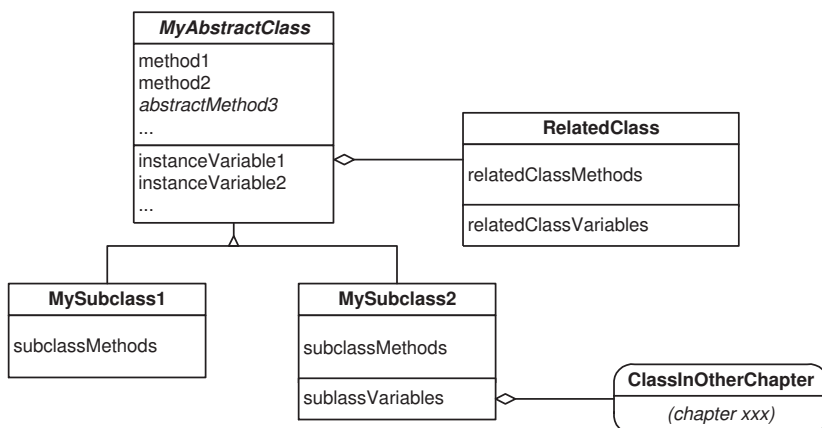 MyAbstractClass
method1
method2
abstractMethod3
...
instanceVariable1
instanceVariable2
...
RelatedClass
relatedClassMethods
relatedClassVariables
MySubclass1
subclassMethods
MySubclass2
subclassMethods
sublassVariables
ClassInOtherChapter
(chapter xxx)